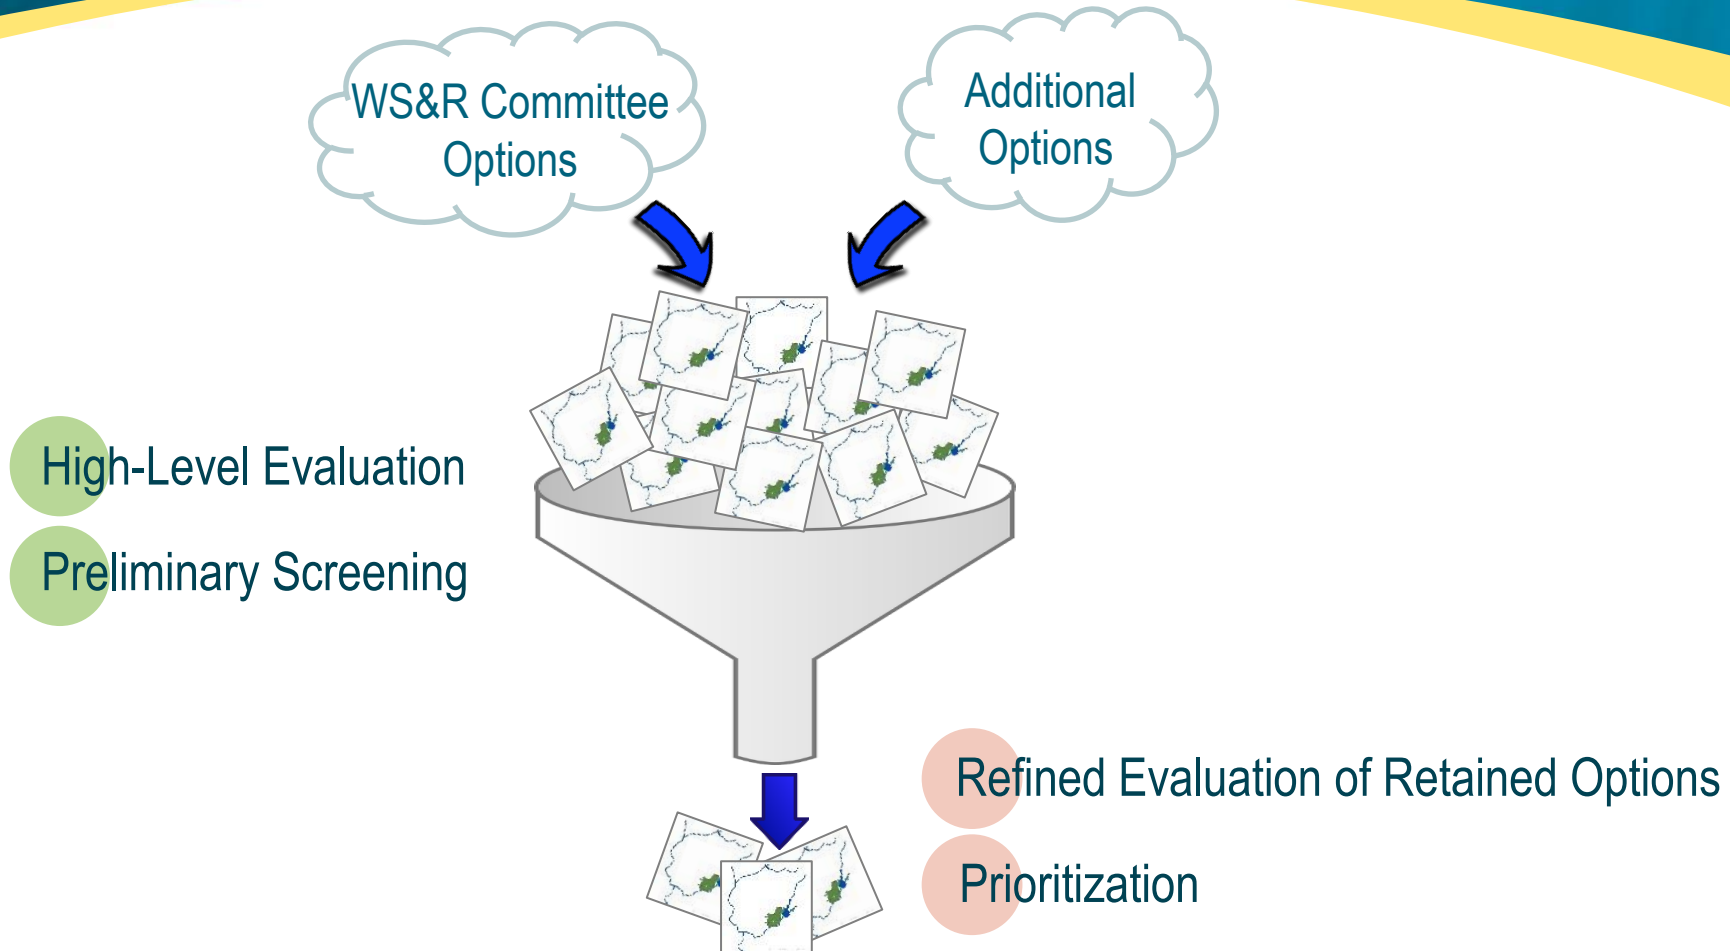 WS&R Committee
Options
Additional
Options
High-Level Evaluation
Preliminary Screening
Refined Evaluation of Retained Options
Prioritization